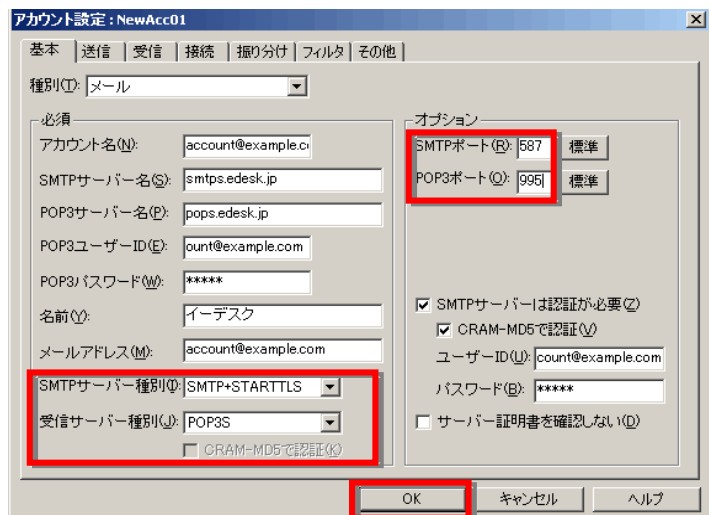 アカウント設定 : NewAcc01
基本 送信 受信 接続 振り分け フィルタ その他
種別(T): メール
必須
アカウント名(N): account@example.co
SMTPサーバー名(S): smtps.edesk.jp
POP3サーバー名(P): pops.edesk.jp
POP3ユーザーID(E): ount@example.com
POP3パスワード(W): *****
名前(Y): イーデスク
メールアドレス(M): account@example.com
SMTPサーバー種別(I): SMTP+STARTTLS
受信サーバー種別(J): POP3S
CRAM-MD5で認証(K)
オプション
SMTPポート(R): 587 標準
POP3ポート(O): 995 標準
SMTPサーバーは認証が必要(Z)
CRAM-MD5で認証(V)
ユーザーID(U): count@example.com
パスワード(B): *****
サーバー証明書を確認しない(D)
OK キャンセル ヘルプ